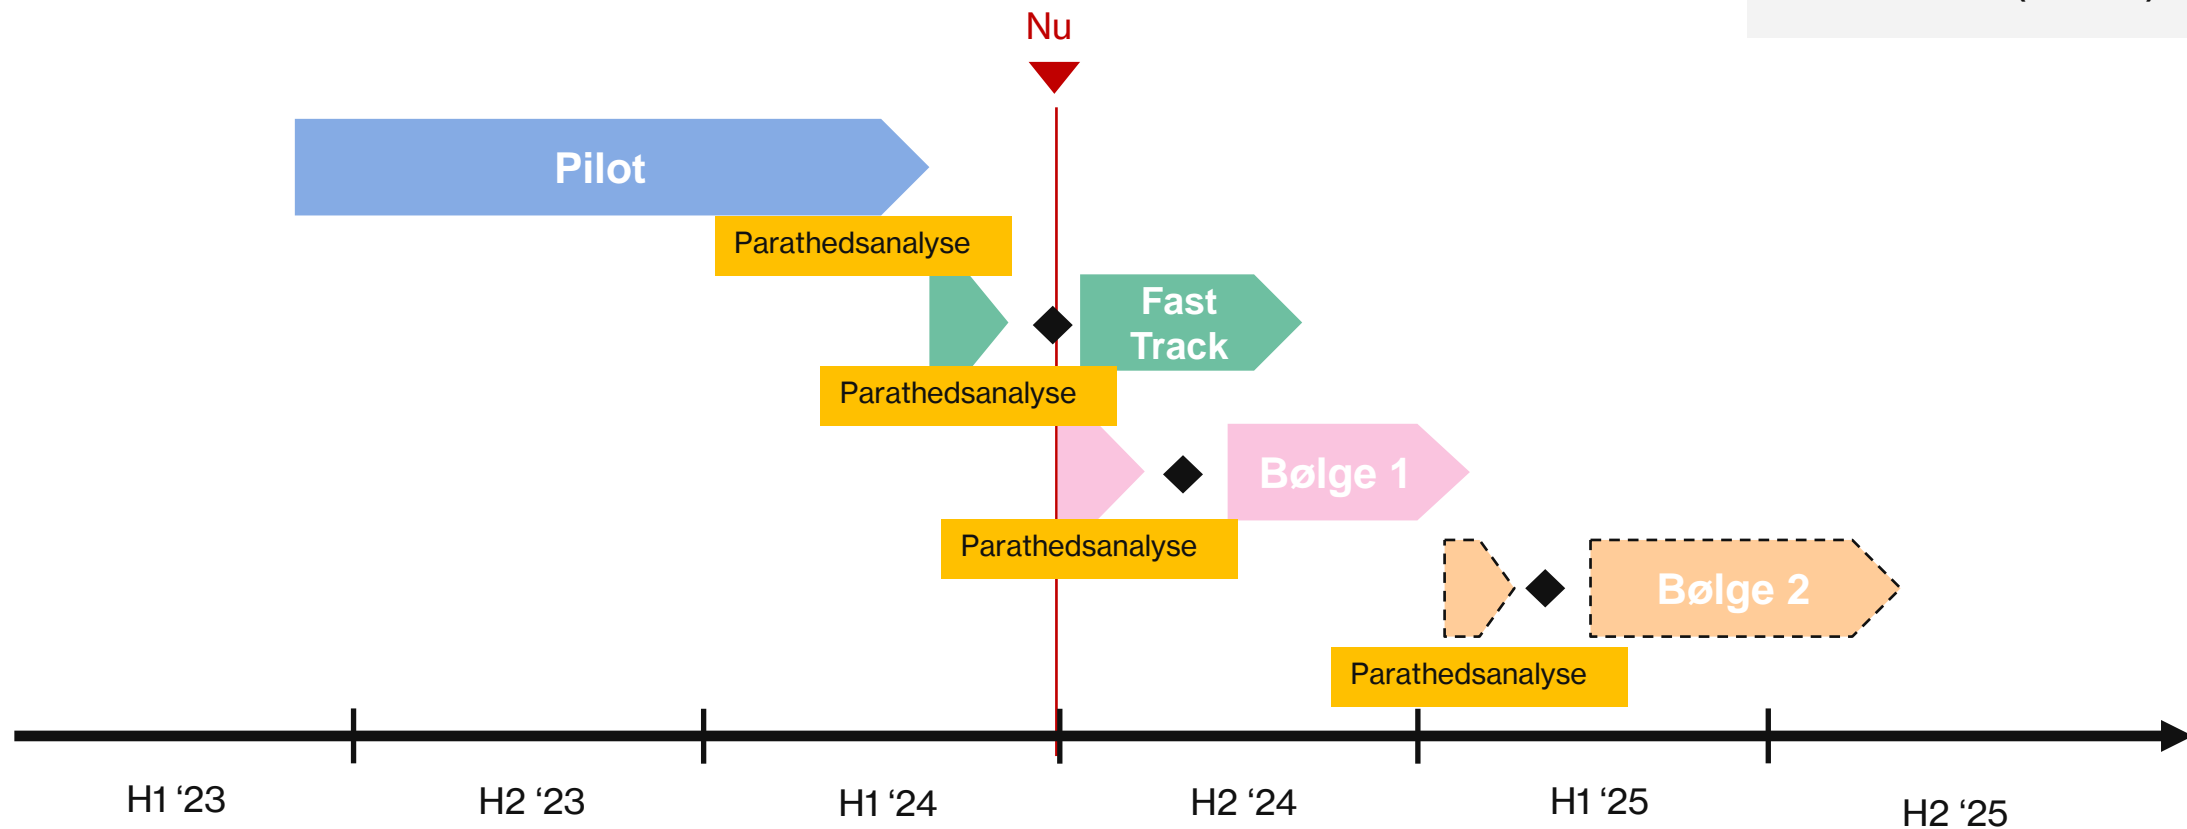 Nu
Pilot
Parathedsanalyse
Fast
Track
Parathedsanalyse
Bølge 1
Parathedsanalyse
Bølge 2
Parathedsanalyse
H1 ‘23
H2 ‘23
H1 ‘24
H2 ‘24
H1 ‘25
H2 ‘25